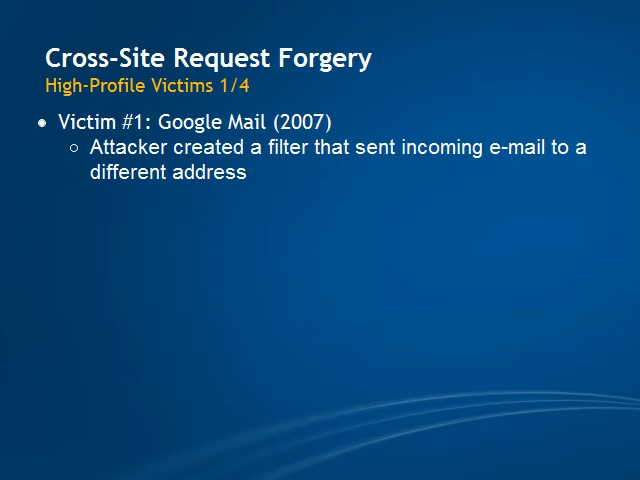 Cross-Site Request Forgery
High-Profile Victims 1/4
Victim #1: Google Mail (2007)
Attacker created a filter that sent incoming e-mail to a
different address